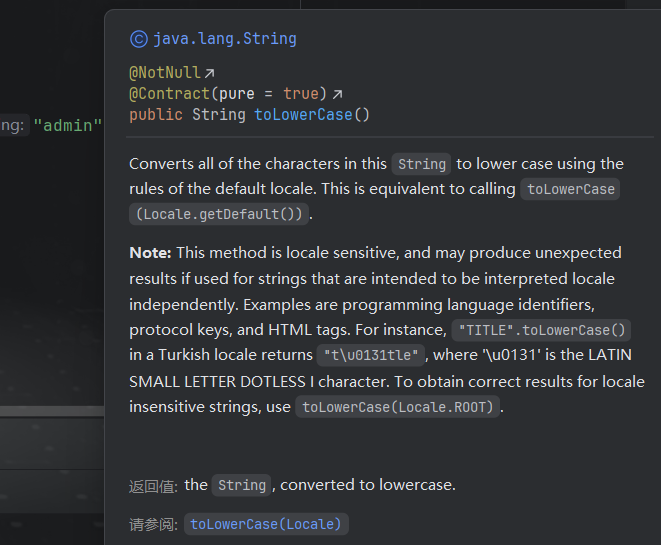 java.lang.String
@NotNull↗
@Contract(pure = true)↗
public String toLowerCase()
ng: "admin"
Converts all of the characters in this String to lower case using the
rules of the default locale. This is equivalent to calling toLowerCase
(Locale.getDefault()).
Note: This method is locale sensitive, and may produce unexpected
results if used for strings that are intended to be interpreted locale
independently. Examples are programming language identifiers,
protocol keys, and HTML tags. For instance, "TITLE".toLowerCase()
in a Turkish locale returns "t\u0131tle", where '\u0131' is the LATIN
SMALL LETTER DOTLESS I character. To obtain correct results for locale
insensitive strings, use toLowerCase(Locale.ROOT).
返回值: the String, converted to lowercase.
请参阅: toLowerCase(Locale)